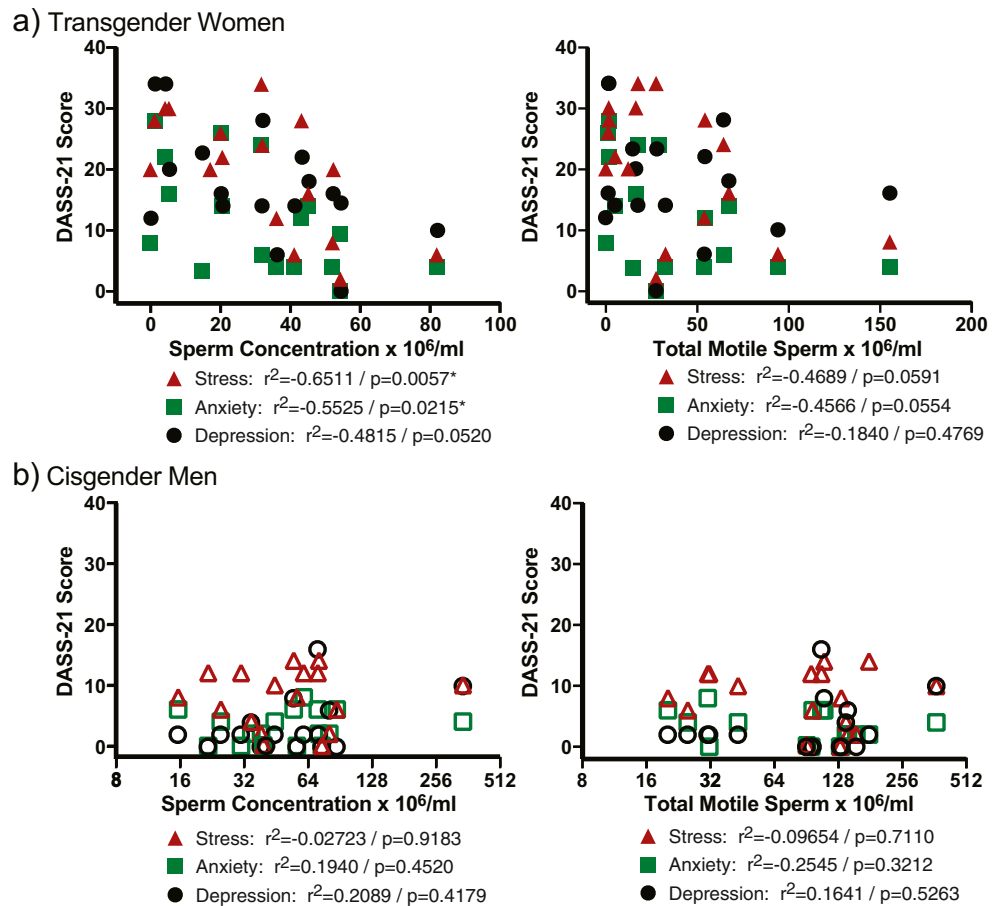 a) Transgender Women
40
30
20
10
0
DASS-21 Score
0 20 40 60 80 100
Sperm Concentration x 10⁶/ml
Stress: r²=-0.6511 / p=0.0057*
Anxiety: r²=-0.5525 / p=0.0215*
Depression: r²=-0.4815 / p=0.0520
40
30
20
10
0
DASS-21 Score
0 50 100 150 200
Total Motile Sperm x 10⁶/ml
Stress: r²=-0.4689 / p=0.0591
Anxiety: r²=-0.4566 / p=0.0554
Depression: r²=-0.1840 / p=0.4769
b) Cisgender Men
40
30
20
10
0
DASS-21 Score
8 16 32 64 128 256 512
Sperm Concentration x 10⁶/ml
Stress: r²=-0.02723 / p=0.9183
Anxiety: r²=0.1940 / p=0.4520
Depression: r²=0.2089 / p=0.4179
40
30
20
10
0
DASS-21 Score
8 16 32 64 128 256 512
Total Motile Sperm x 10⁶/ml
Stress: r²=-0.09654 / p=0.7110
Anxiety: r²=-0.2545 / p=0.3212
Depression: r²=0.1641 / p=0.5263